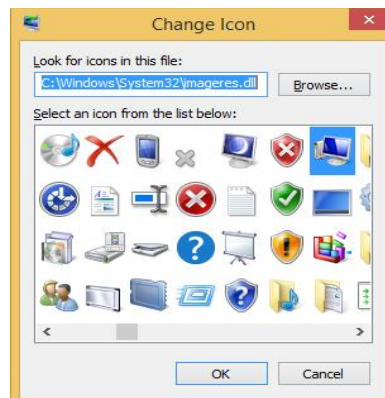 Change Icon
Look for icons in this file:
C:\Windows\System32\imageres.dll
Browse...
Select an icon from the list below:
OK
Cancel